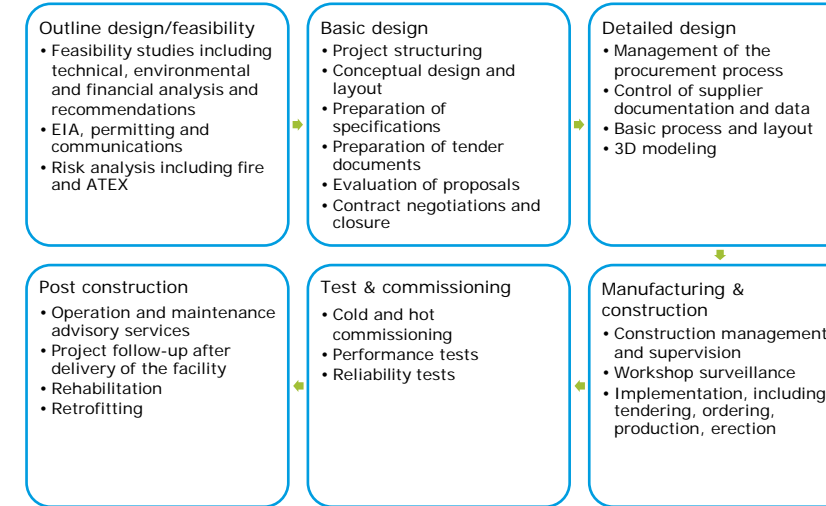 Outline design/feasibility
• Feasibility studies including
technical, environmental
and financial analysis and
recommendations
• EIA, permitting and
communications
• Risk analysis including fire
and ATEX
Basic design
• Project structuring
• Conceptual design and
layout
• Preparation of
specifications
• Preparation of tender
documents
• Evaluation of proposals
• Contract negotiations and
closure
Detailed design
• Management of the
procurement process
• Control of supplier
documentation and data
• Basic process and layout
• 3D modeling
Manufacturing &
construction
• Construction management
and supervision
• Workshop surveillance
• Implementation, including
tendering, ordering,
production, erection
Test & commissioning
• Cold and hot
commissioning
• Performance tests
• Reliability tests
Post construction
• Operation and maintenance
advisory services
• Project follow-up after
delivery of the facility
• Rehabilitation
• Retrofitting